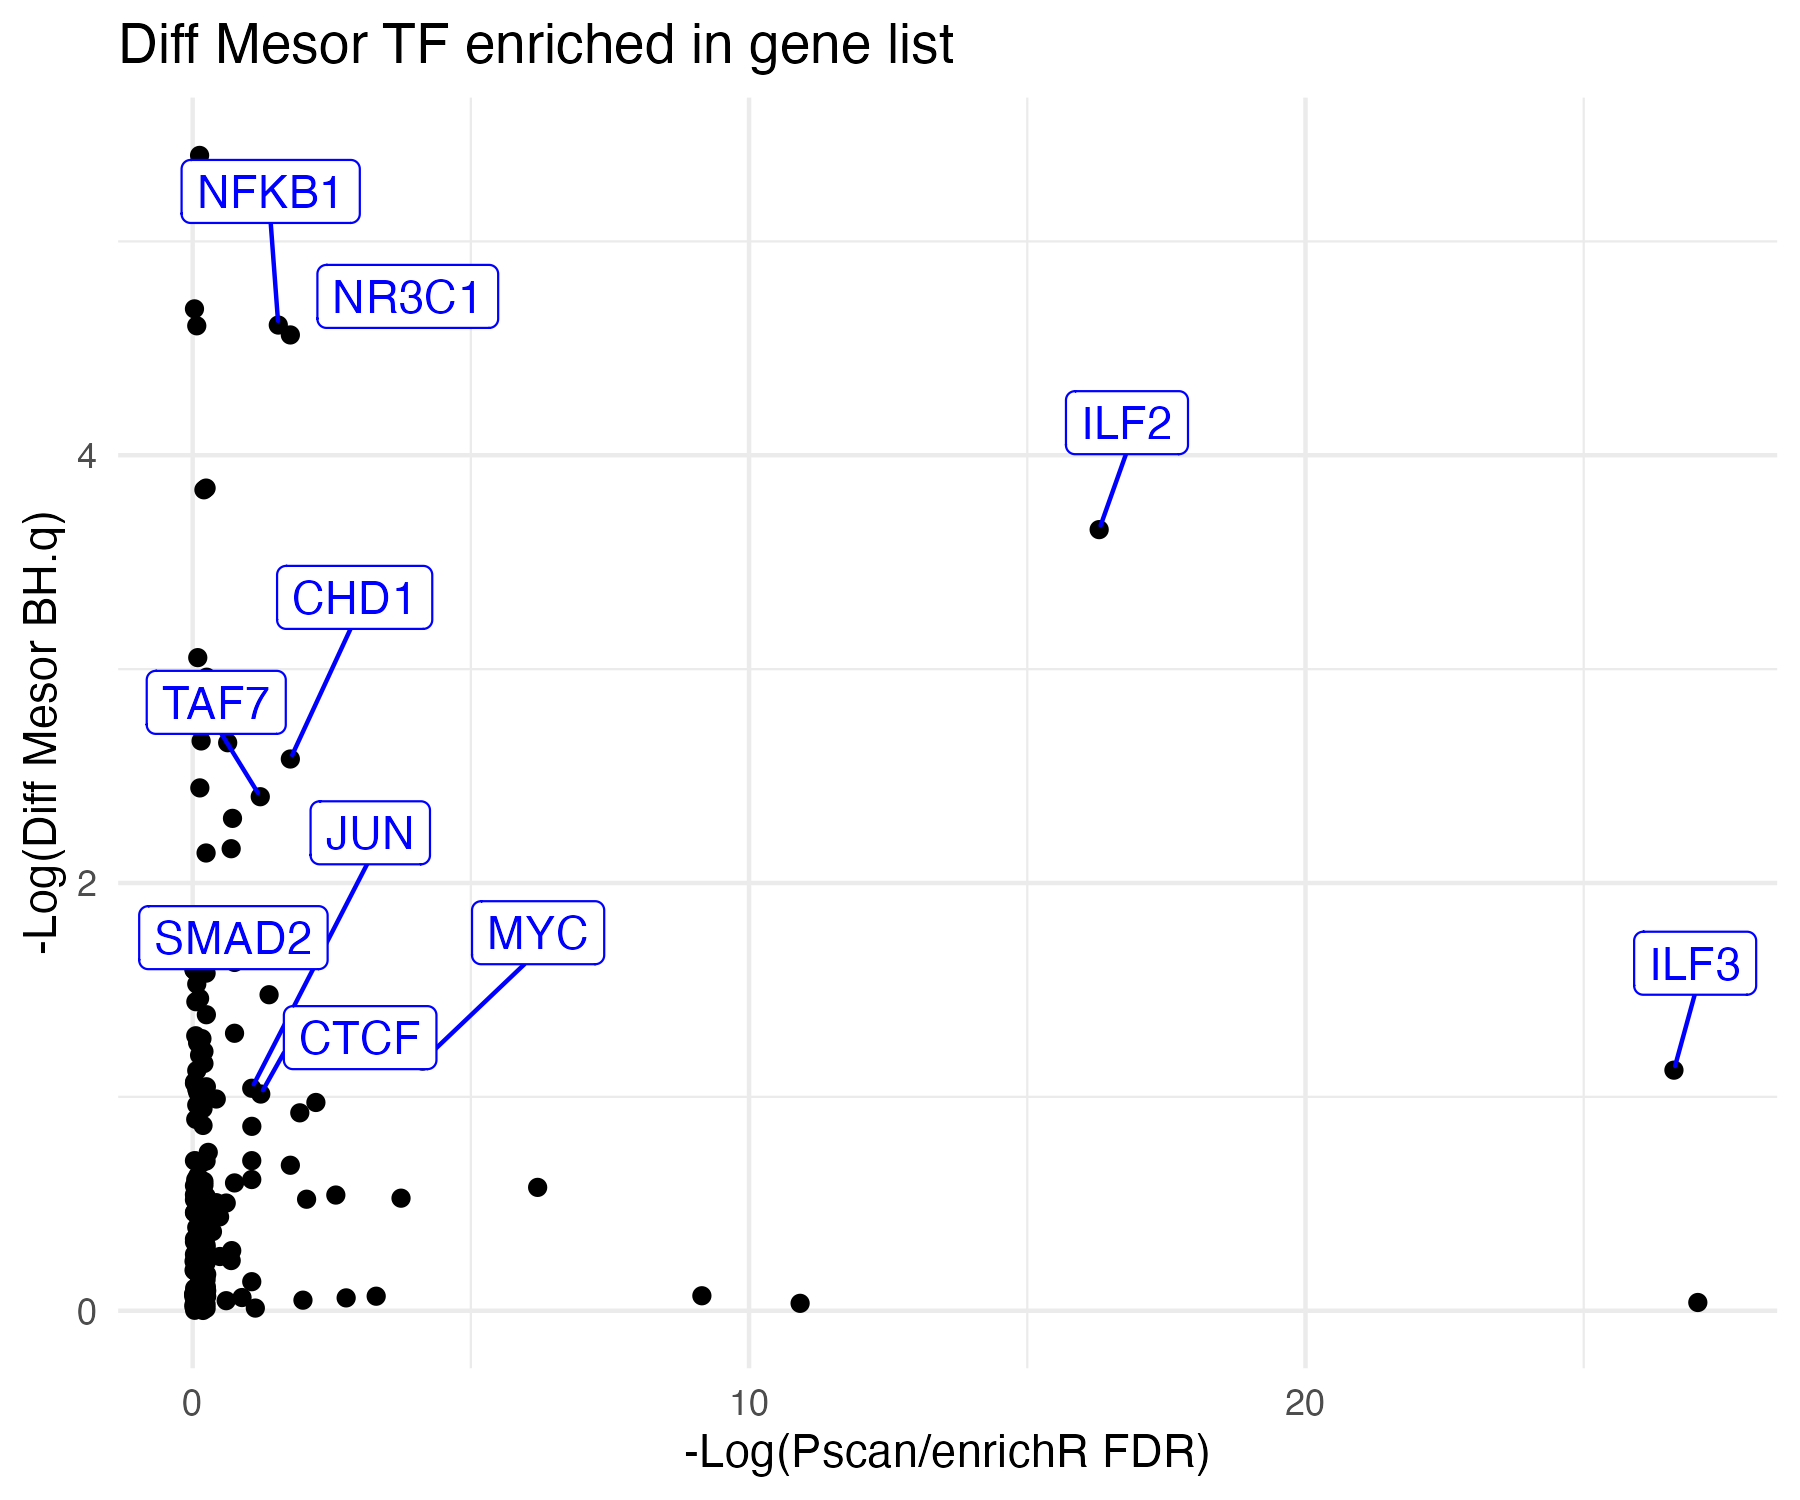 Diff Mesor TF enriched in gene list
NFKB1
NR3C1
ILF2
4
CHD1
TAF7
JUN
2
SMAD2
MYC
ILF3
CTCF
0
-Log(Diff Mesor BH.q)
0
10
20
-Log(Pscan/enrichR FDR)